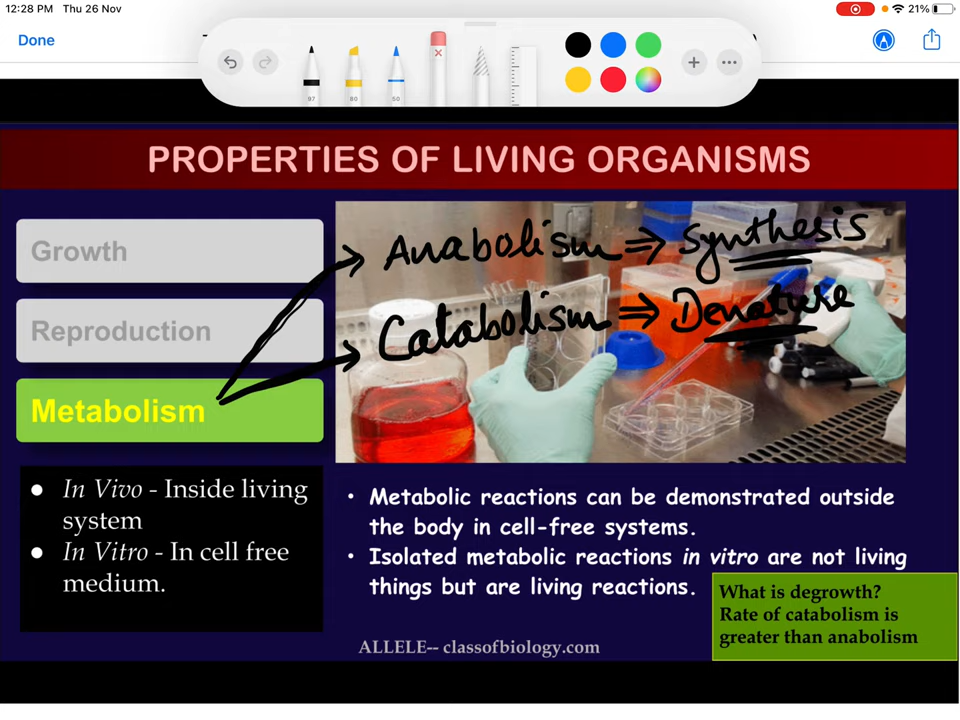 12:28 PM Thu 26 Nov
21%
Done
97
80
50
PROPERTIES OF LIVING ORGANISMS
Growth
Reproduction
Metabolism
Anabolism ⇒ Synthesis
Catabolism ⇒ Denature
● In Vivo - Inside living
system
● In Vitro - In cell free
medium.
• Metabolic reactions can be demonstrated outside
the body in cell-free systems.
• Isolated metabolic reactions in vitro are not living
things but are living reactions.
What is degrowth?
Rate of catabolism is
greater than anabolism
ALLELE-- classofbiology.com